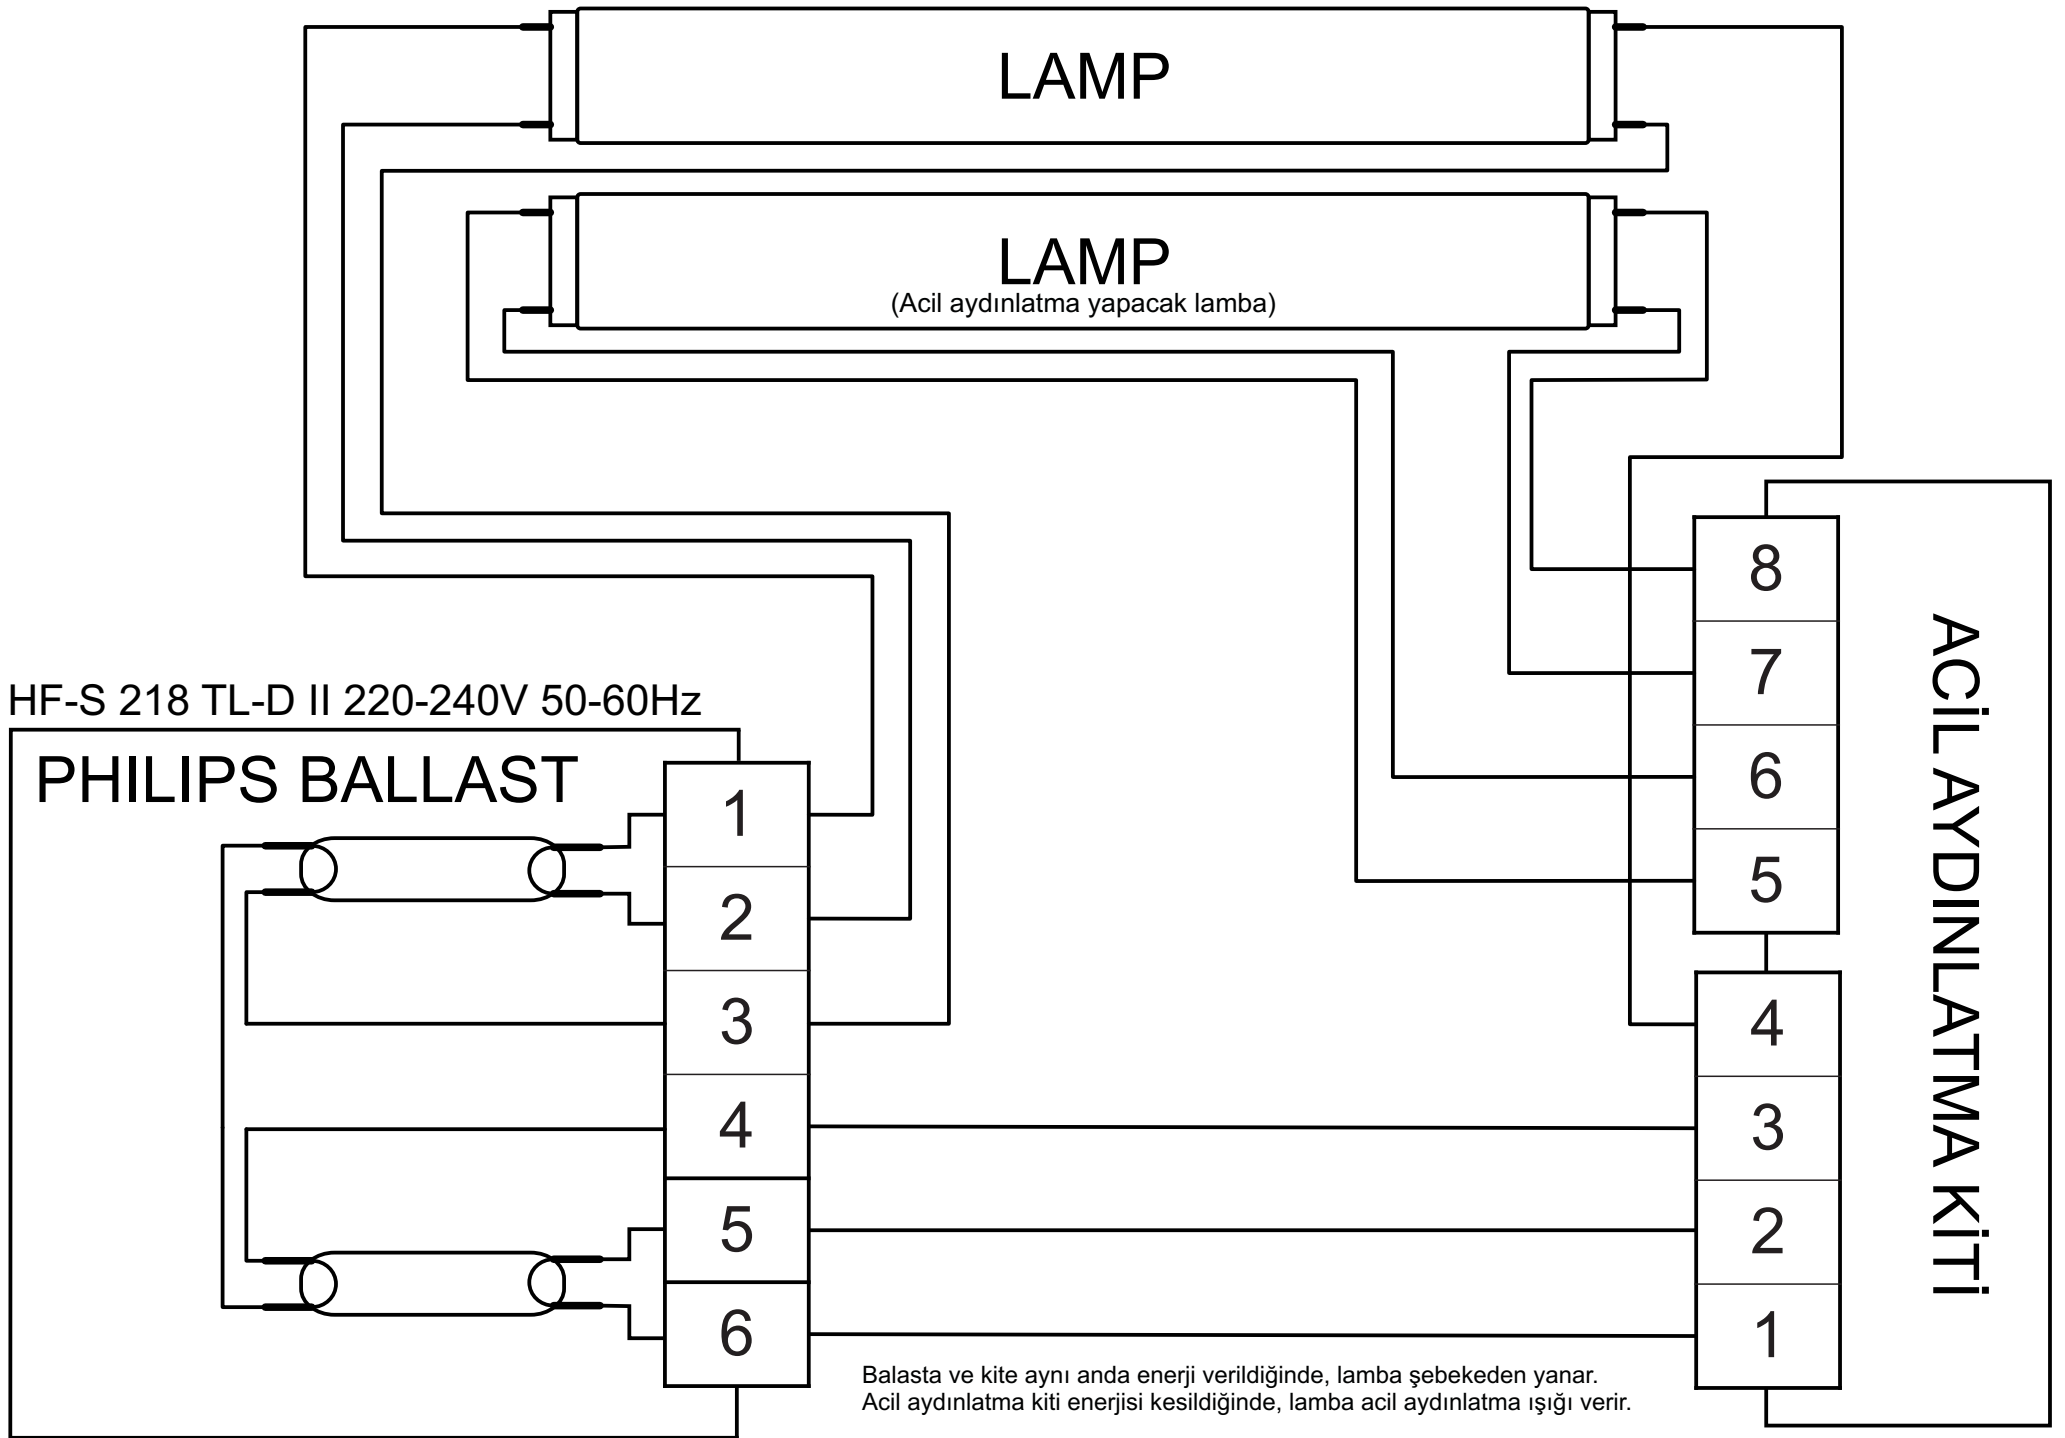 LAMP
LAMP
(Acil aydınlatma yapacak lamba)
HF-S 218 TL-D II 220-240V 50-60Hz
PHILIPS BALLAST
1
2
3
4
5
6
8
7
6
5
4
3
2
1
ACİL AYDINLATMA KİTİ
Balasta ve kite aynı anda enerji verildiğinde, lamba şebekeden yanar.
Acil aydınlatma kiti enerjisi kesildiğinde, lamba acil aydınlatma ışığı verir.